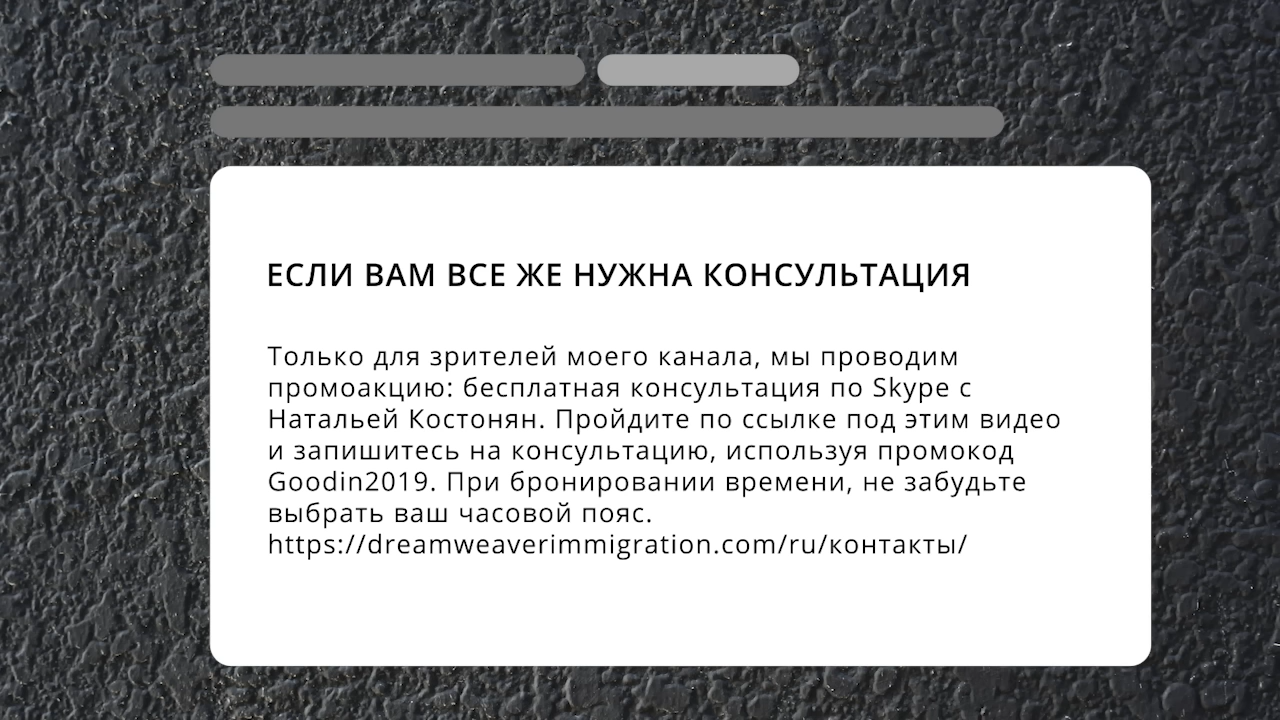 ЕСЛИ ВАМ ВСЕ ЖЕ НУЖНА КОНСУЛЬТАЦИЯ
Только для зрителей моего канала, мы проводим
промоакцию: бесплатная консультация по Skype с
Натальей Костонян. Пройдите по ссылке под этим видео
и запишитесь на консультацию, используя промокод
Goodin2019. При бронировании времени, не забудьте
выбрать ваш часовой пояс.
https://dreamweaverimmigration.com/ru/контакты/